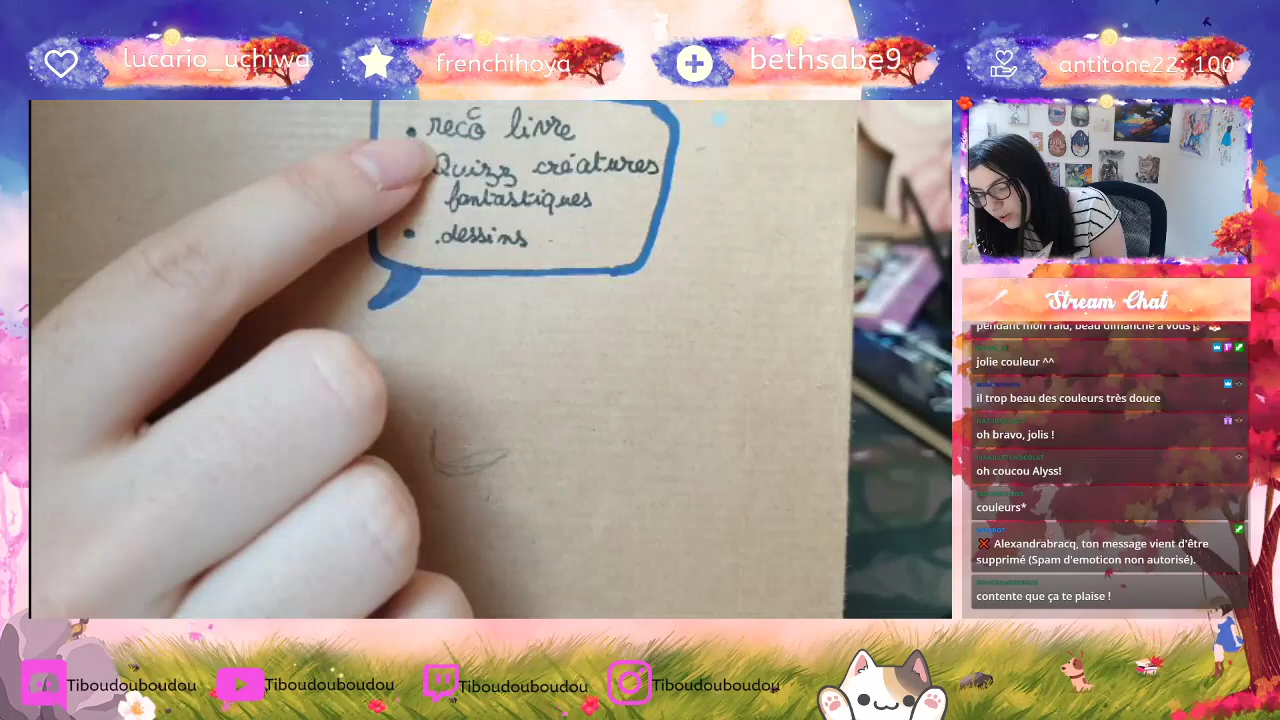 lucario_uchiwa
frenchihoya
bethsabe9
antitone22: 100
• recō livre
Quizz créatures
fantastiques
• .dessins
Stream Chat
pendant mon raid, beau dimanche à vous
jolie couleur ^^
il trop beau des couleurs très douce
oh bravo, jolis !
IVAAILLETCHOCOLAT
oh coucou Alyss!
couleurs*
Alexandrabracq, ton message vient d'être
supprimé (Spam d'emoticon non autorisé).
contente que ça te plaise !
Tiboudouboudou
Tiboudouboudou
Tiboudouboudou
Tiboudouboudou